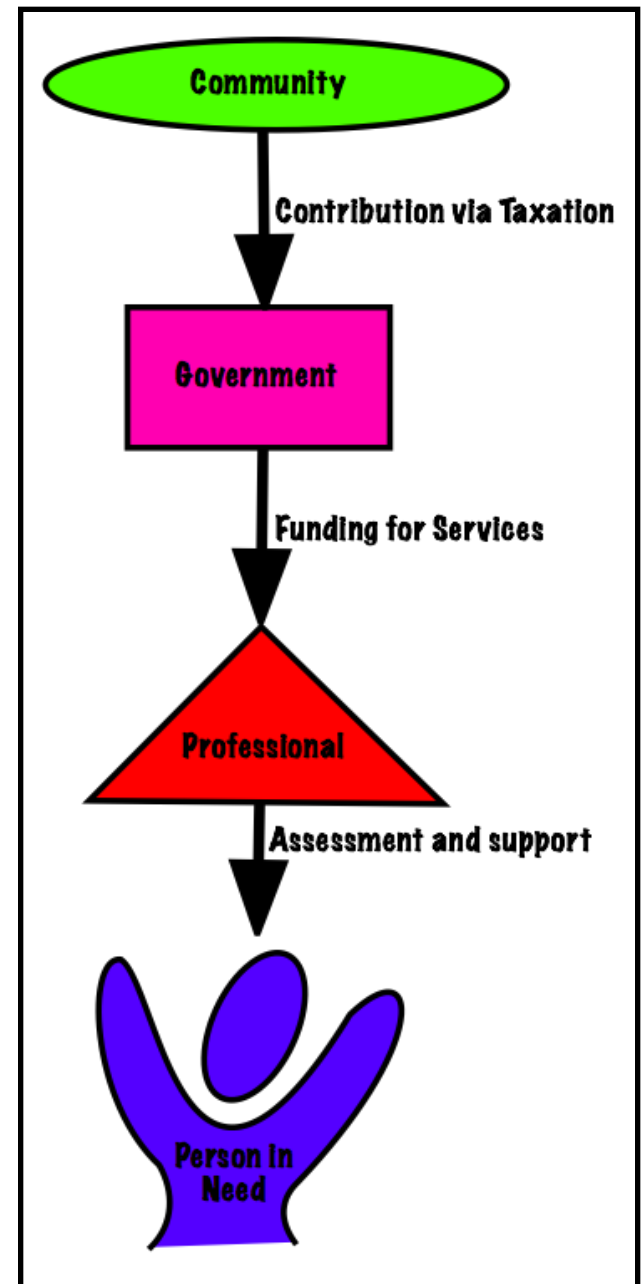 Community
Contribution via Taxation
Government
Funding for Services
Professional
Assessment and support
Person in
Need